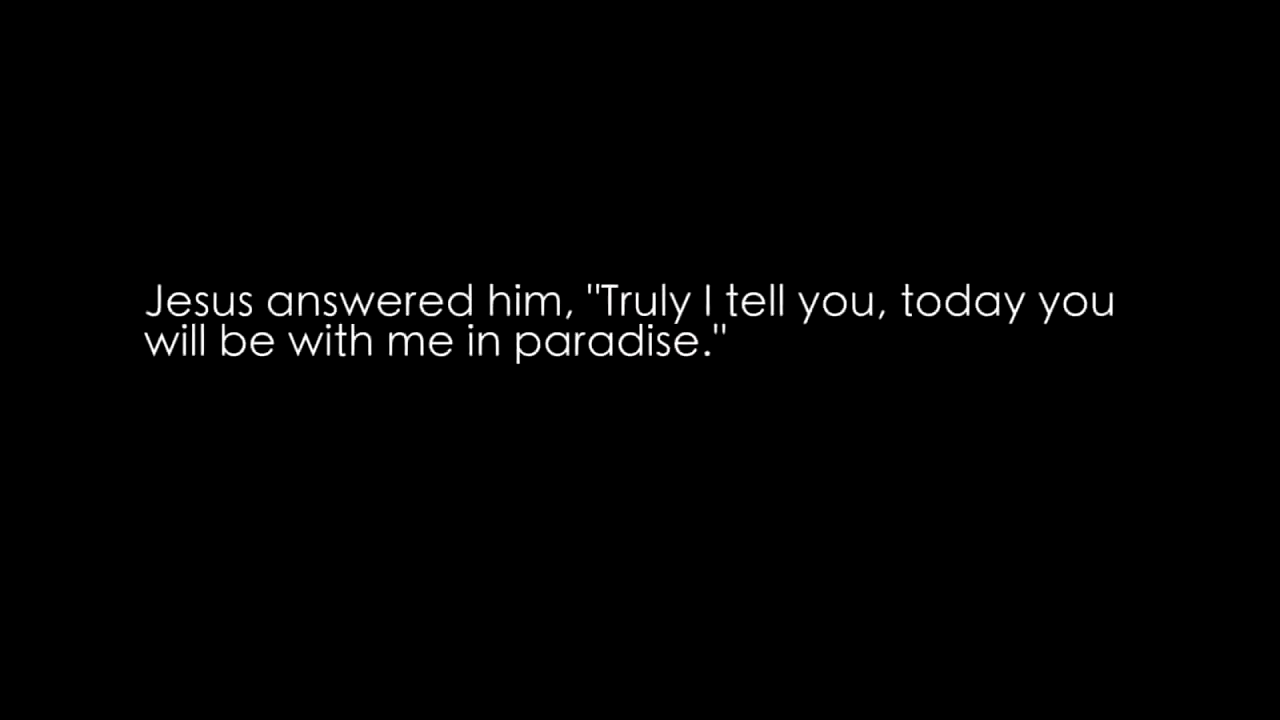 Jesus answered him, "Truly I tell you, today you
will be with me in paradise."